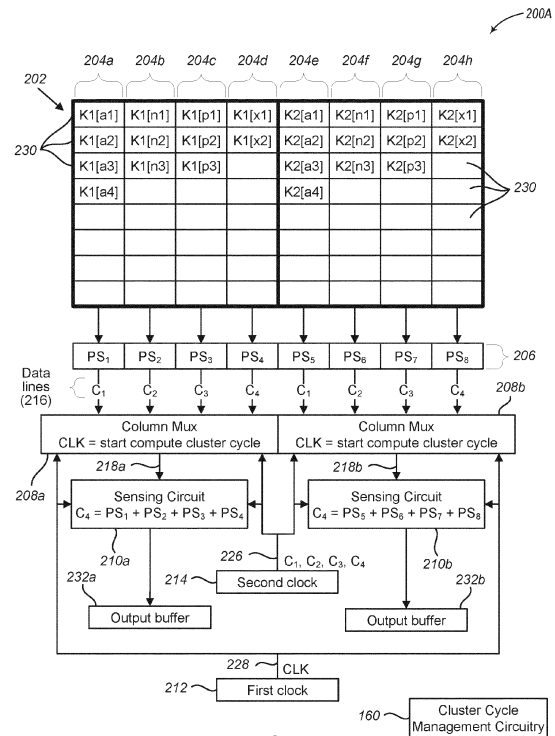 200A
204a 204b 204c 204d 204e 204f 204g 204h
202
K1[a1] K1[n1] K1[p1] K1[x1] K2[a1] K2[n1] K2[p1] K2[x1]
K1[a2] K1[n2] K1[p2] K1[x2] K2[a2] K2[n2] K2[p2] K2[x2]
230
K1[a3] K1[n3] K1[p3] K2[a3] K2[n3] K2[p3]
K1[a4] K2[a4]
230
PS1 PS2 PS3 PS4 PS5 PS6 PS7 PS8
206
Data
lines
(216)
C1 C2 C3 C4 C1 C2 C3 C4
208b
Column Mux
CLK = start compute cluster cycle
Column Mux
CLK = start compute cluster cycle
208a
218a
218b
Sensing Circuit
C4 = PS1 + PS2 + PS3 + PS4
Sensing Circuit
C4 = PS5 + PS6 + PS7 + PS8
210a
226
C1, C2, C3, C4
210b
214
Second clock
232a
232b
Output buffer
Output buffer
228
CLK
212
First clock
160
Cluster Cycle
Management Circuitry